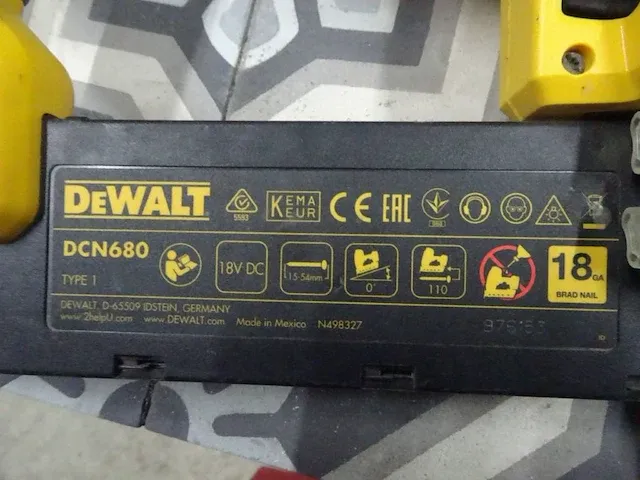 DEWALT
5593
KEMA
KEUR
CE EAC
DCN680
TYPE 1
18V DC
15-54mm
0°
110
18 GA
BRAD NAIL
DEWALT, D-65509 IDSTEIN, GERMANY
www.2helpU.com www.DEWALT.com Made in Mexico N498327